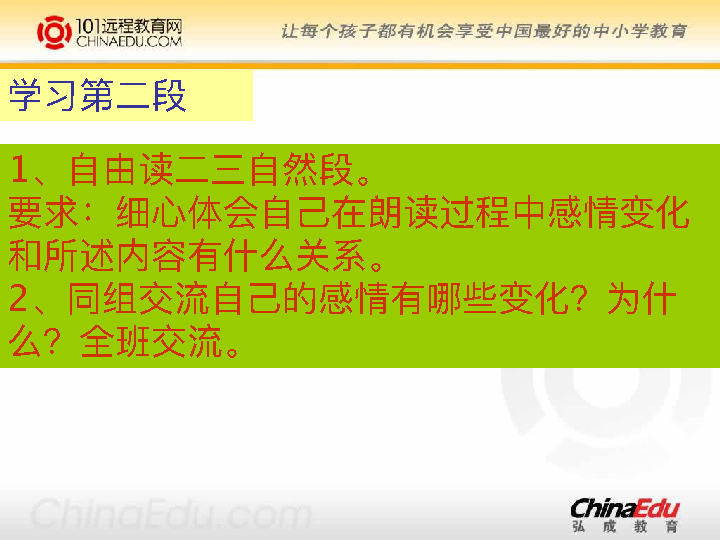 101远程教育网
CHINAEDU.COM
让每个孩子都有机会享受中国最好的中小学教育
学习第二段
1、自由读二三自然段。
要求：细心体会自己在朗读过程中感情变化
和所述内容有什么关系。
2、同组交流自己的感情有哪些变化？为什
么？全班交流。
ChinaEdu.com
ChinaEdu
弘成教育